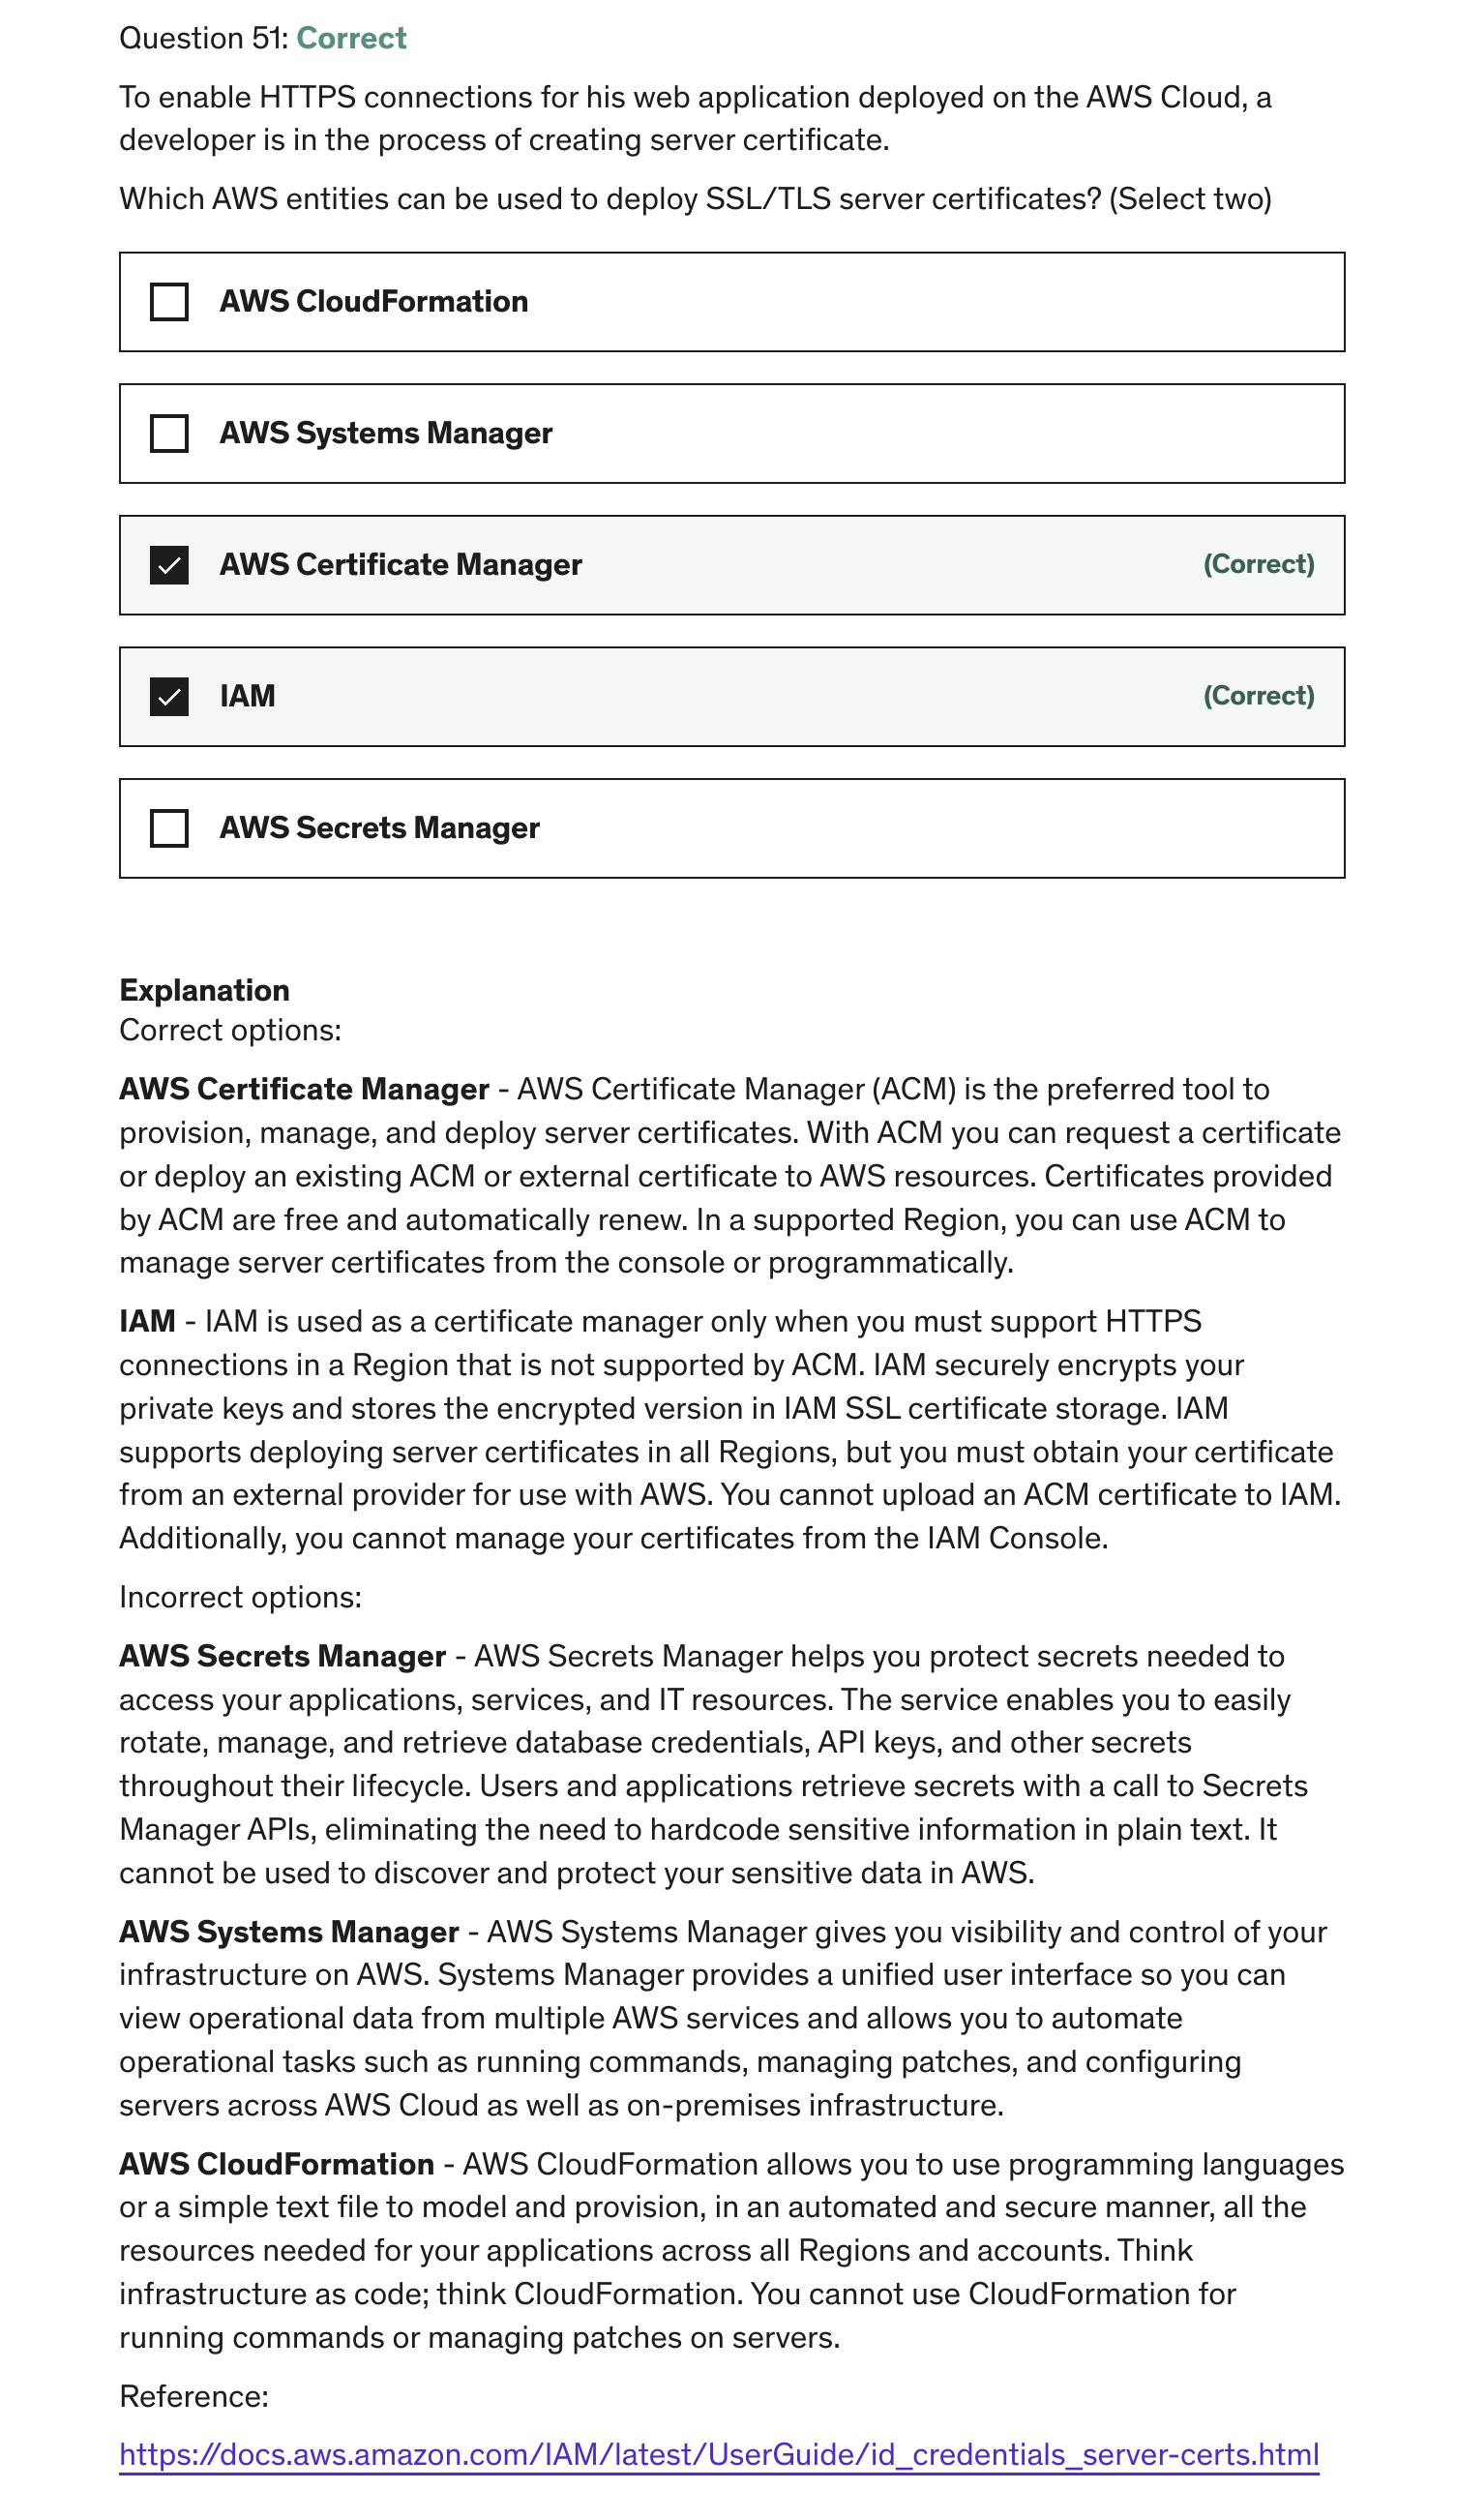 Question 51: Correct
To enable HTTPS connections for his web application deployed on the AWS Cloud, a
developer is in the process of creating server certificate.
Which AWS entities can be used to deploy SSL/TLS server certificates? (Select two)
AWS CloudFormation
AWS Systems Manager
AWS Certificate Manager (Correct)
IAM (Correct)
AWS Secrets Manager
Explanation
Correct options:
AWS Certificate Manager - AWS Certificate Manager (ACM) is the preferred tool to
provision, manage, and deploy server certificates. With ACM you can request a certificate
or deploy an existing ACM or external certificate to AWS resources. Certificates provided
by ACM are free and automatically renew. In a supported Region, you can use ACM to
manage server certificates from the console or programmatically.
IAM - IAM is used as a certificate manager only when you must support HTTPS
connections in a Region that is not supported by ACM. IAM securely encrypts your
private keys and stores the encrypted version in IAM SSL certificate storage. IAM
supports deploying server certificates in all Regions, but you must obtain your certificate
from an external provider for use with AWS. You cannot upload an ACM certificate to IAM.
Additionally, you cannot manage your certificates from the IAM Console.
Incorrect options:
AWS Secrets Manager - AWS Secrets Manager helps you protect secrets needed to
access your applications, services, and IT resources. The service enables you to easily
rotate, manage, and retrieve database credentials, API keys, and other secrets
throughout their lifecycle. Users and applications retrieve secrets with a call to Secrets
Manager APIs, eliminating the need to hardcode sensitive information in plain text. It
cannot be used to discover and protect your sensitive data in AWS.
AWS Systems Manager - AWS Systems Manager gives you visibility and control of your
infrastructure on AWS. Systems Manager provides a unified user interface so you can
view operational data from multiple AWS services and allows you to automate
operational tasks such as running commands, managing patches, and configuring
servers across AWS Cloud as well as on-premises infrastructure.
AWS CloudFormation - AWS CloudFormation allows you to use programming languages
or a simple text file to model and provision, in an automated and secure manner, all the
resources needed for your applications across all Regions and accounts. Think
infrastructure as code; think CloudFormation. You cannot use CloudFormation for
running commands or managing patches on servers.
Reference:
https://docs.aws.amazon.com/IAM/latest/UserGuide/id_credentials_server-certs.html